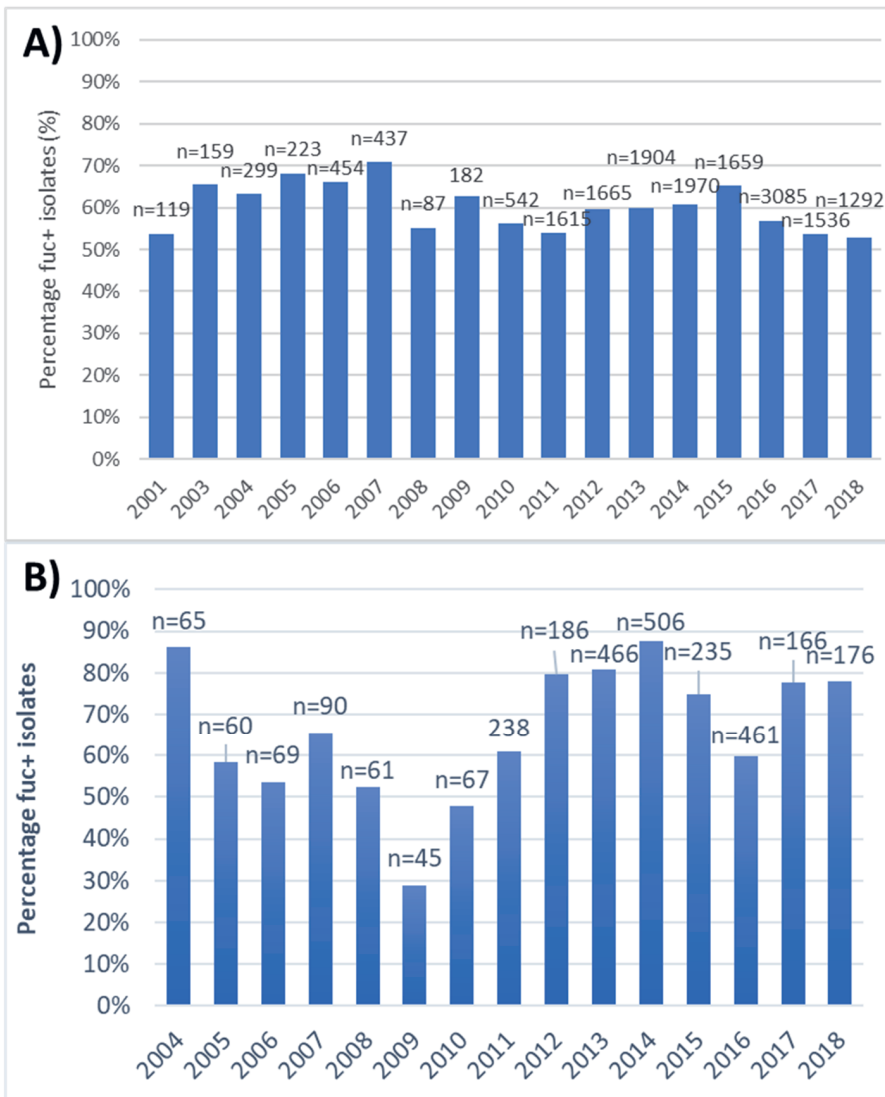 A)
Percentage fuc+ isolates (%)
100%
90%
80%
70%
60%
50%
40%
30%
20%
10%
0%
n=119
n=159
n=299
n=223
n=454
n=437
n=87
182
n=542
n=1615
n=1665
n=1904
n=1970
n=1659
n=3085
n=1536
n=1292
2001
2003
2004
2005
2006
2007
2008
2009
2010
2011
2012
2013
2014
2015
2016
2017
2018
B)
Percentage fuc+ isolates
100%
90%
80%
70%
60%
50%
40%
30%
20%
10%
0%
n=65
n=60
n=69
n=90
n=61
n=45
n=67
238
n=186
n=466
n=506
n=235
n=461
n=166
n=176
2004
2005
2006
2007
2008
2009
2010
2011
2012
2013
2014
2015
2016
2017
2018